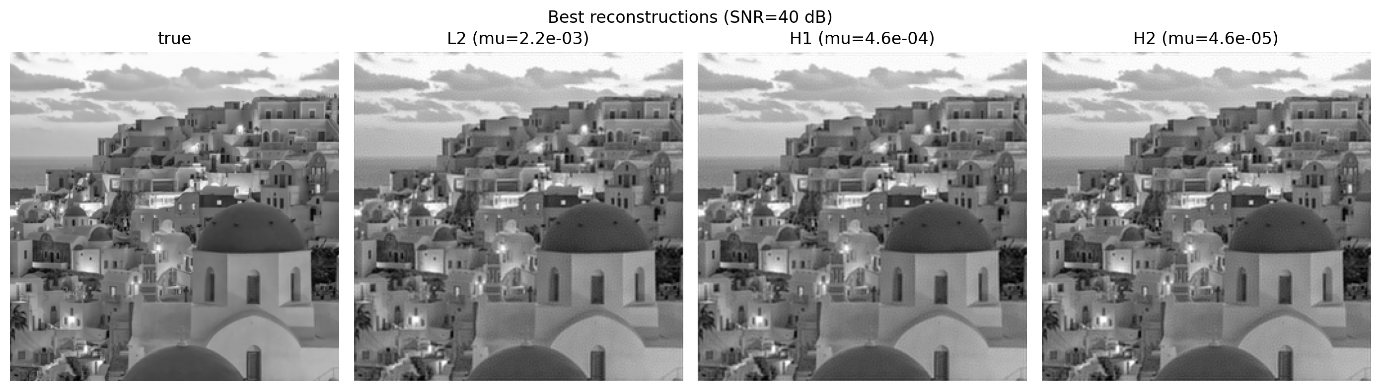 Best reconstructions (SNR=40 dB)
true
L2 (mu=2.2e-03)
H1 (mu=4.6e-04)
H2 (mu=4.6e-05)